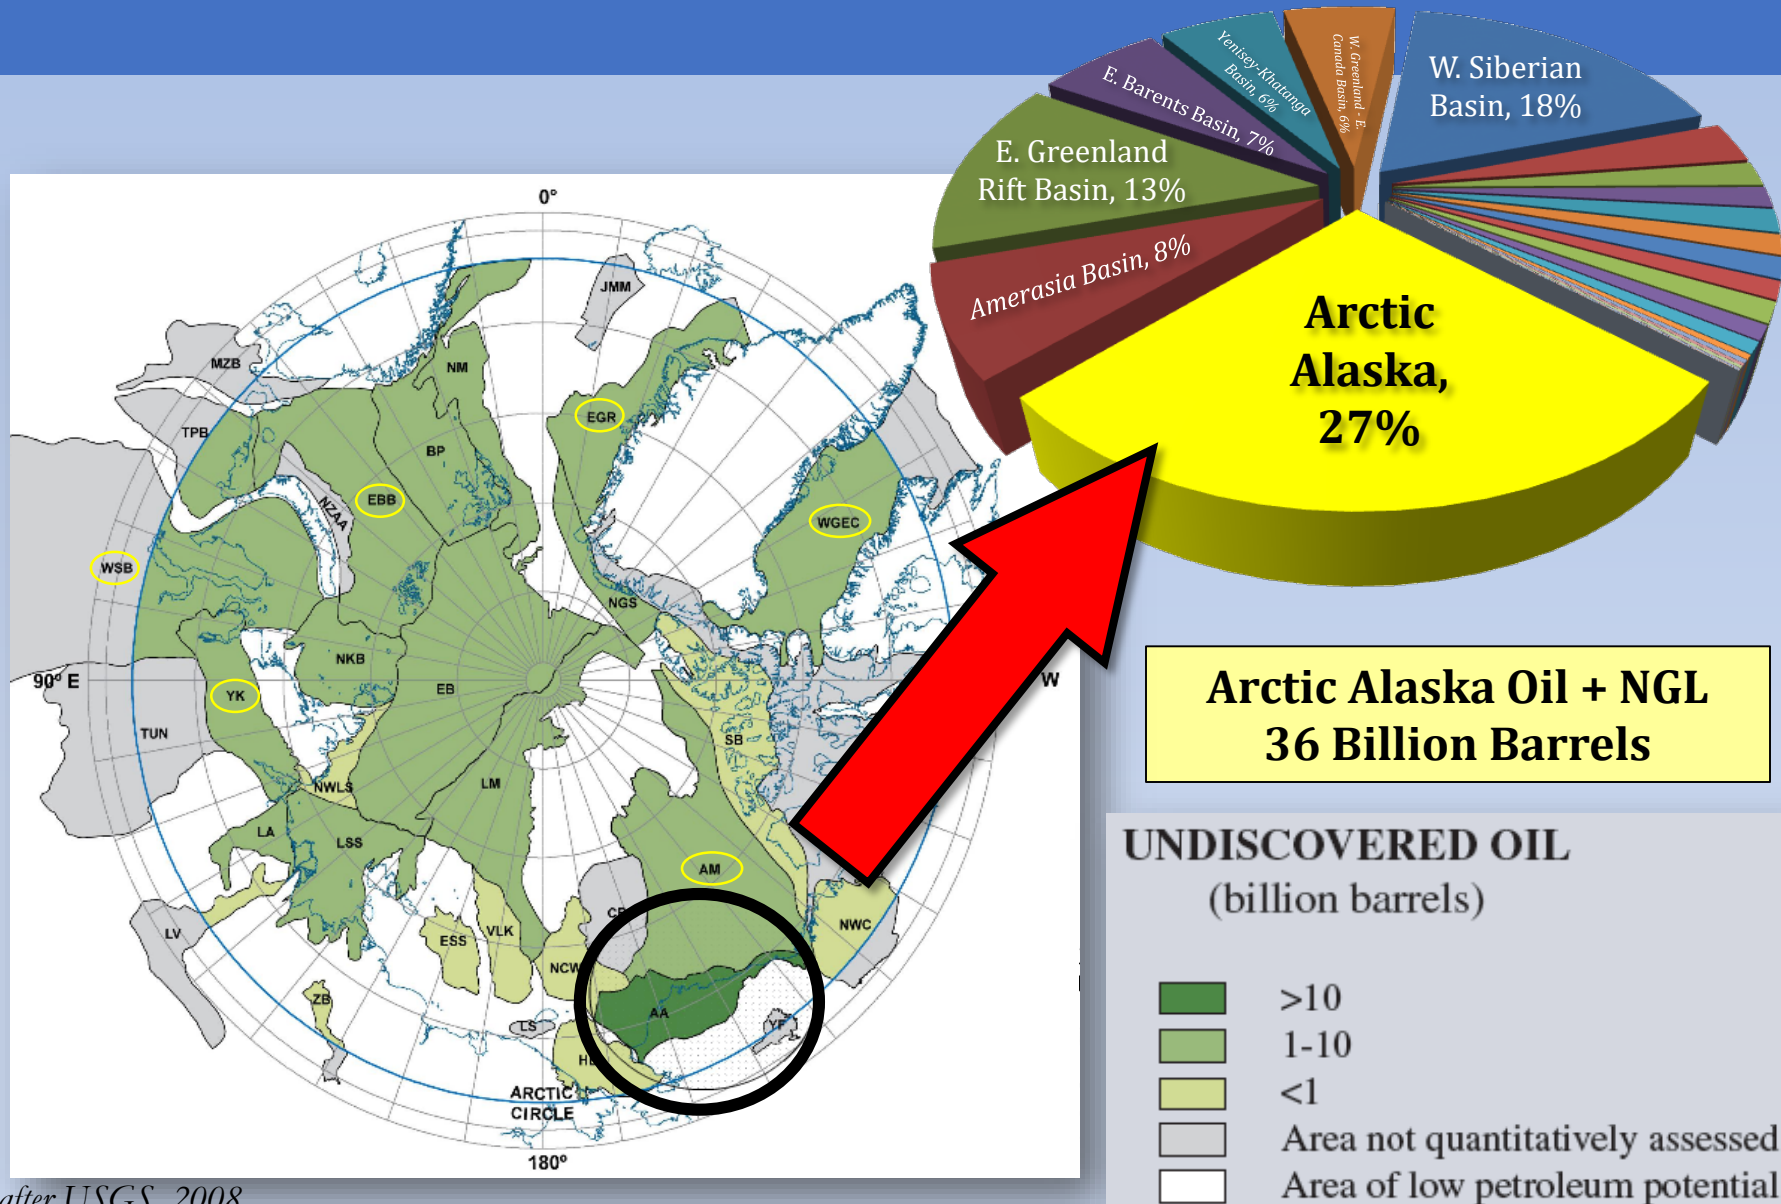 W. Greenland - E.
Canada Basin, 6%
Yenisey-Khatanga
Basin, 6%
E. Barents Basin, 7%
W. Siberian
Basin, 18%
E. Greenland
Rift Basin, 13%
Amerasia Basin, 8%
Arctic
Alaska,
27%
0°
JMM
MZB
NM
EGR
TPB
BP
EBB
NZAA
WGEC
WSB
NGS
NKB
90° E
YK
EB
W
TUN
SB
NWLS
LM
LA
LSS
AM
LV
ESS
VLK
NWC
NCW
ZB
AA
LS
YF
ARCTIC
CIRCLE
180°
Arctic Alaska Oil + NGL
36 Billion Barrels
UNDISCOVERED OIL
(billion barrels)
>10
1-10
<1
Area not quantitatively assessed
Area of low petroleum potential
after USGS, 2008